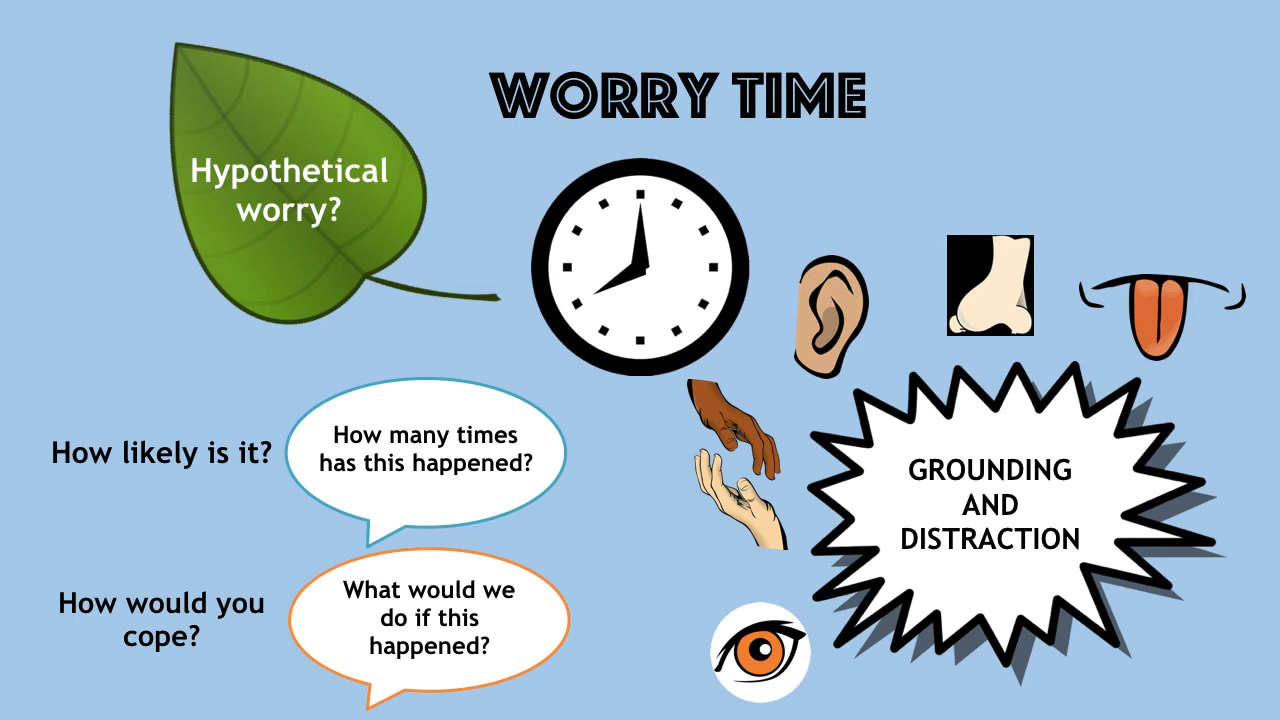 WORRY TIME
Hypothetical
worry?
How likely is it?
How many times
has this happened?
How would you
cope?
What would we
do if this
happened?
GROUNDING
AND
DISTRACTION